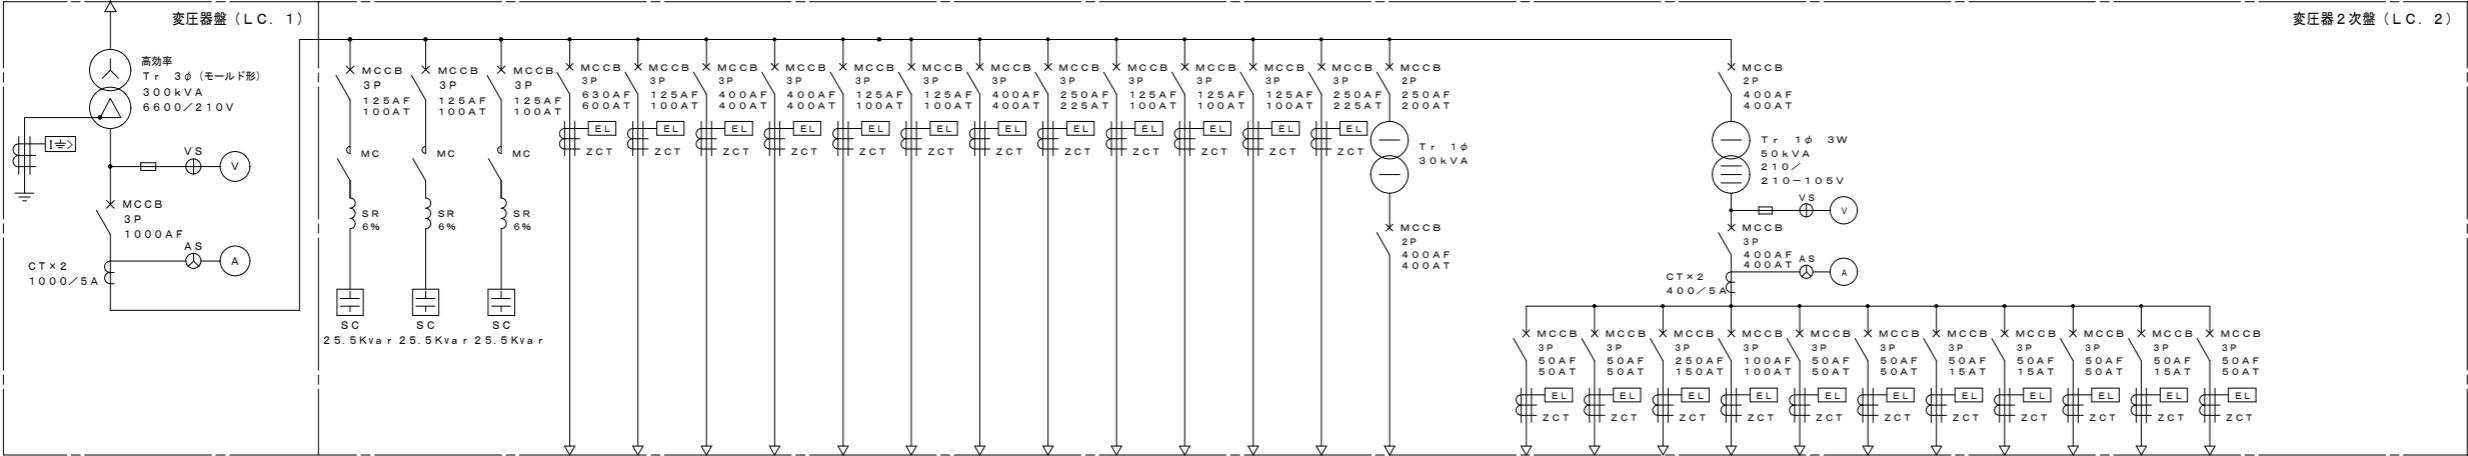 変圧器盤(LC.1)
変圧器2次盤(LC.2)
高効率
Tr 3φ(モールド形)
300kVA
6600/210V
I⏚>
VS
V
MCCB
3P
1000AF
AS
A
CT×2
1000/5A
MCCB
3P
125AF
100AT
MC
SR
6%
SC
25.5Kvar
MCCB
3P
125AF
100AT
MC
SR
6%
SC
25.5Kvar
MCCB
3P
125AF
100AT
MC
SR
6%
SC
25.5Kvar
MCCB
3P
630AF
600AT
EL
ZCT
MCCB
3P
125AF
100AT
EL
ZCT
MCCB
3P
400AF
400AT
EL
ZCT
MCCB
3P
400AF
400AT
EL
ZCT
MCCB
3P
125AF
100AT
EL
ZCT
MCCB
3P
125AF
100AT
EL
ZCT
MCCB
3P
400AF
400AT
EL
ZCT
MCCB
3P
250AF
225AT
EL
ZCT
MCCB
3P
125AF
100AT
EL
ZCT
MCCB
3P
125AF
100AT
EL
ZCT
MCCB
3P
125AF
100AT
EL
ZCT
MCCB
3P
250AF
225AT
EL
ZCT
MCCB
2P
250AF
200AT
Tr 1φ
30kVA
MCCB
2P
400AF
400AT
MCCB
2P
400AF
400AT
Tr 1φ 3W
50kVA
210/
210-105V
VS
V
MCCB
3P
400AF
400AT
AS
A
CT×2
400/5A
MCCB
3P
50AF
50AT
EL
ZCT
MCCB
3P
50AF
50AT
EL
ZCT
MCCB
3P
250AF
150AT
EL
ZCT
MCCB
3P
100AF
100AT
EL
ZCT
MCCB
3P
50AF
50AT
EL
ZCT
MCCB
3P
50AF
50AT
EL
ZCT
MCCB
3P
50AF
15AT
EL
ZCT
MCCB
3P
50AF
15AT
EL
ZCT
MCCB
3P
50AF
50AT
EL
ZCT
MCCB
3P
50AF
15AT
EL
ZCT
MCCB
3P
50AF
50AT
EL
ZCT